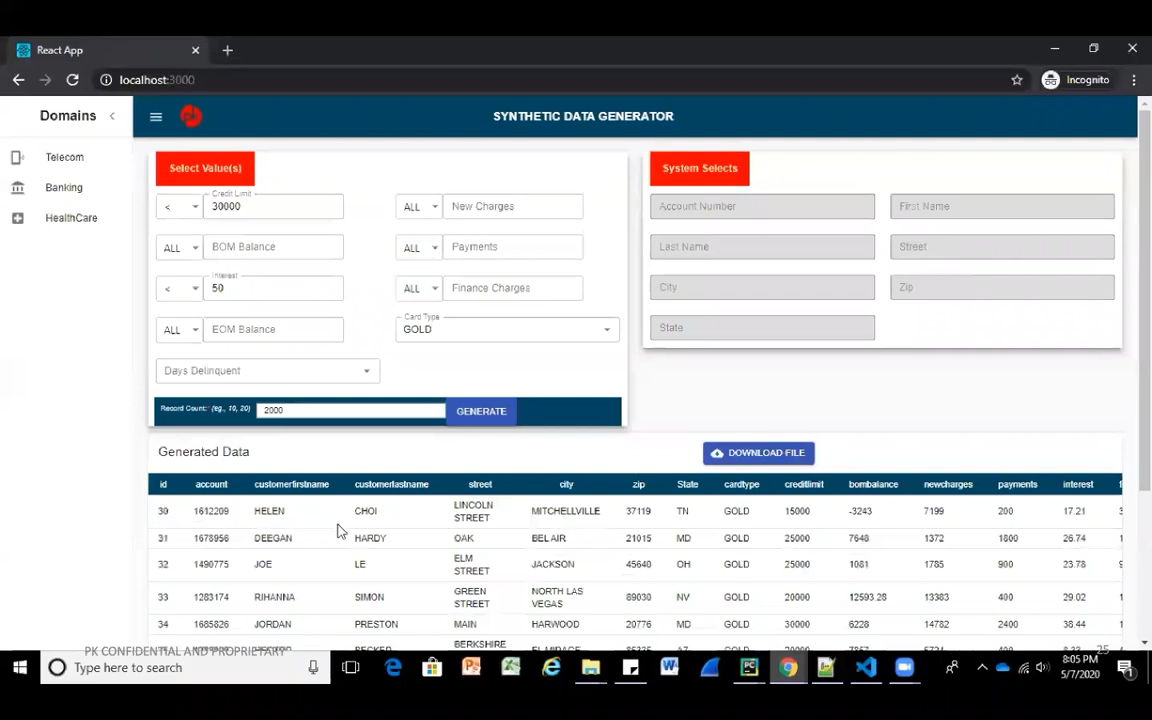 React App
localhost:3000
Incognito
Domains
Telecom
Banking
HealthCare
pk
SYNTHETIC DATA GENERATOR
Select Value(s)
Credit Limit
< 30000
ALL New Charges
ALL BOM Balance
ALL Payments
Interest
< 50
ALL Finance Charges
ALL EOM Balance
Card Type
GOLD
Days Delinquent
Record Count: (eg., 10, 20) 2000 GENERATE
System Selects
Account Number First Name
Last Name Street
City Zip
State
Generated Data DOWNLOAD FILE
id account customerfirstname customerlastname street city zip State cardtype creditlimit bombalance newcharges payments interest
30 1612209 HELEN CHOI LINCOLN STREET MITCHELLVILLE 37119 TN GOLD 15000 -3243 7199 200 17.21
31 1678956 DEEGAN HARDY OAK BEL AIR 21015 MD GOLD 25000 7648 1372 1800 26.74
32 1490775 JOE LE ELM STREET JACKSON 45640 OH GOLD 25000 1081 1785 900 23.78
33 1283174 RIHANNA SIMON GREEN STREET NORTH LAS VEGAS 89030 NV GOLD 20000 12593.28 13383 400 29.02
34 1685826 JORDAN PRESTON MAIN HARWOOD 20776 MD GOLD 30000 6228 14782 2400 38.44
BERKSHIRE
PK CONFIDENTIAL AND PROPRIETARY
25
Type here to search
8:05 PM
5/7/2020